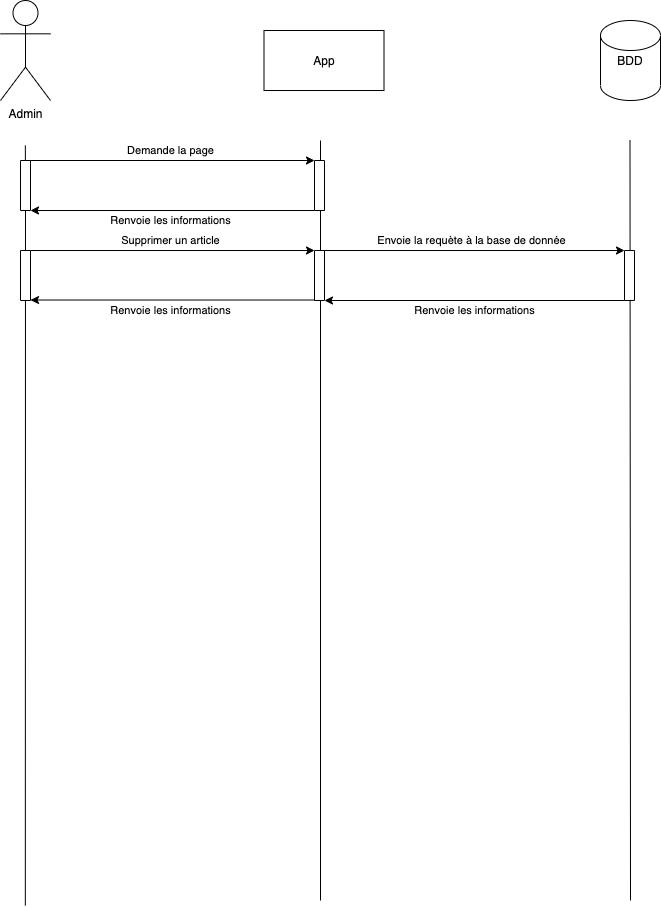 App
BDD
Admin
Demande la page
Renvoie les informations
Supprimer un article
Envoie la requète à la base de donnée
Renvoie les informations
Renvoie les informations